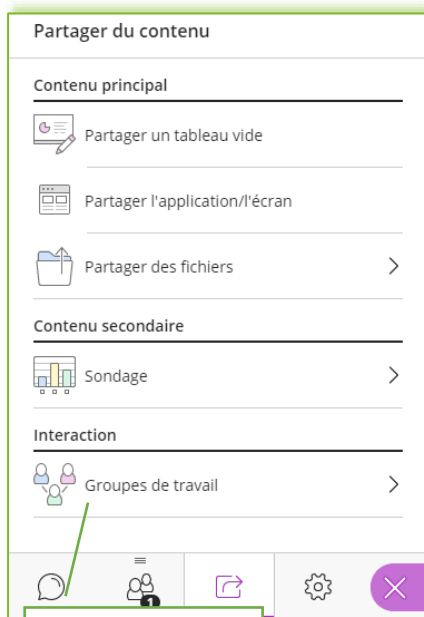 Partager du contenu
Contenu principal
Partager un tableau vide
Partager l'application/l'écran
Partager des fichiers
Contenu secondaire
Sondage
Interaction
Groupes de travail
1